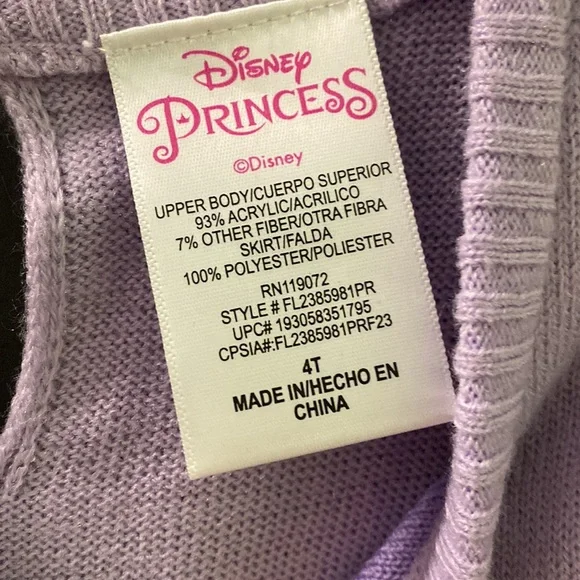 Disney
PRINCESS
©Disney
UPPER BODY/CUERPO SUPERIOR
93% ACRYLIC/ACRILICO
7% OTHER FIBER/OTRA FIBRA
SKIRT/FALDA
100% POLYESTER/POLIESTER
RN119072
STYLE # FL2385981PR
UPC# 193058351795
CPSIA#:FL2385981PRF23
4T
MADE IN/HECHO EN
CHINA